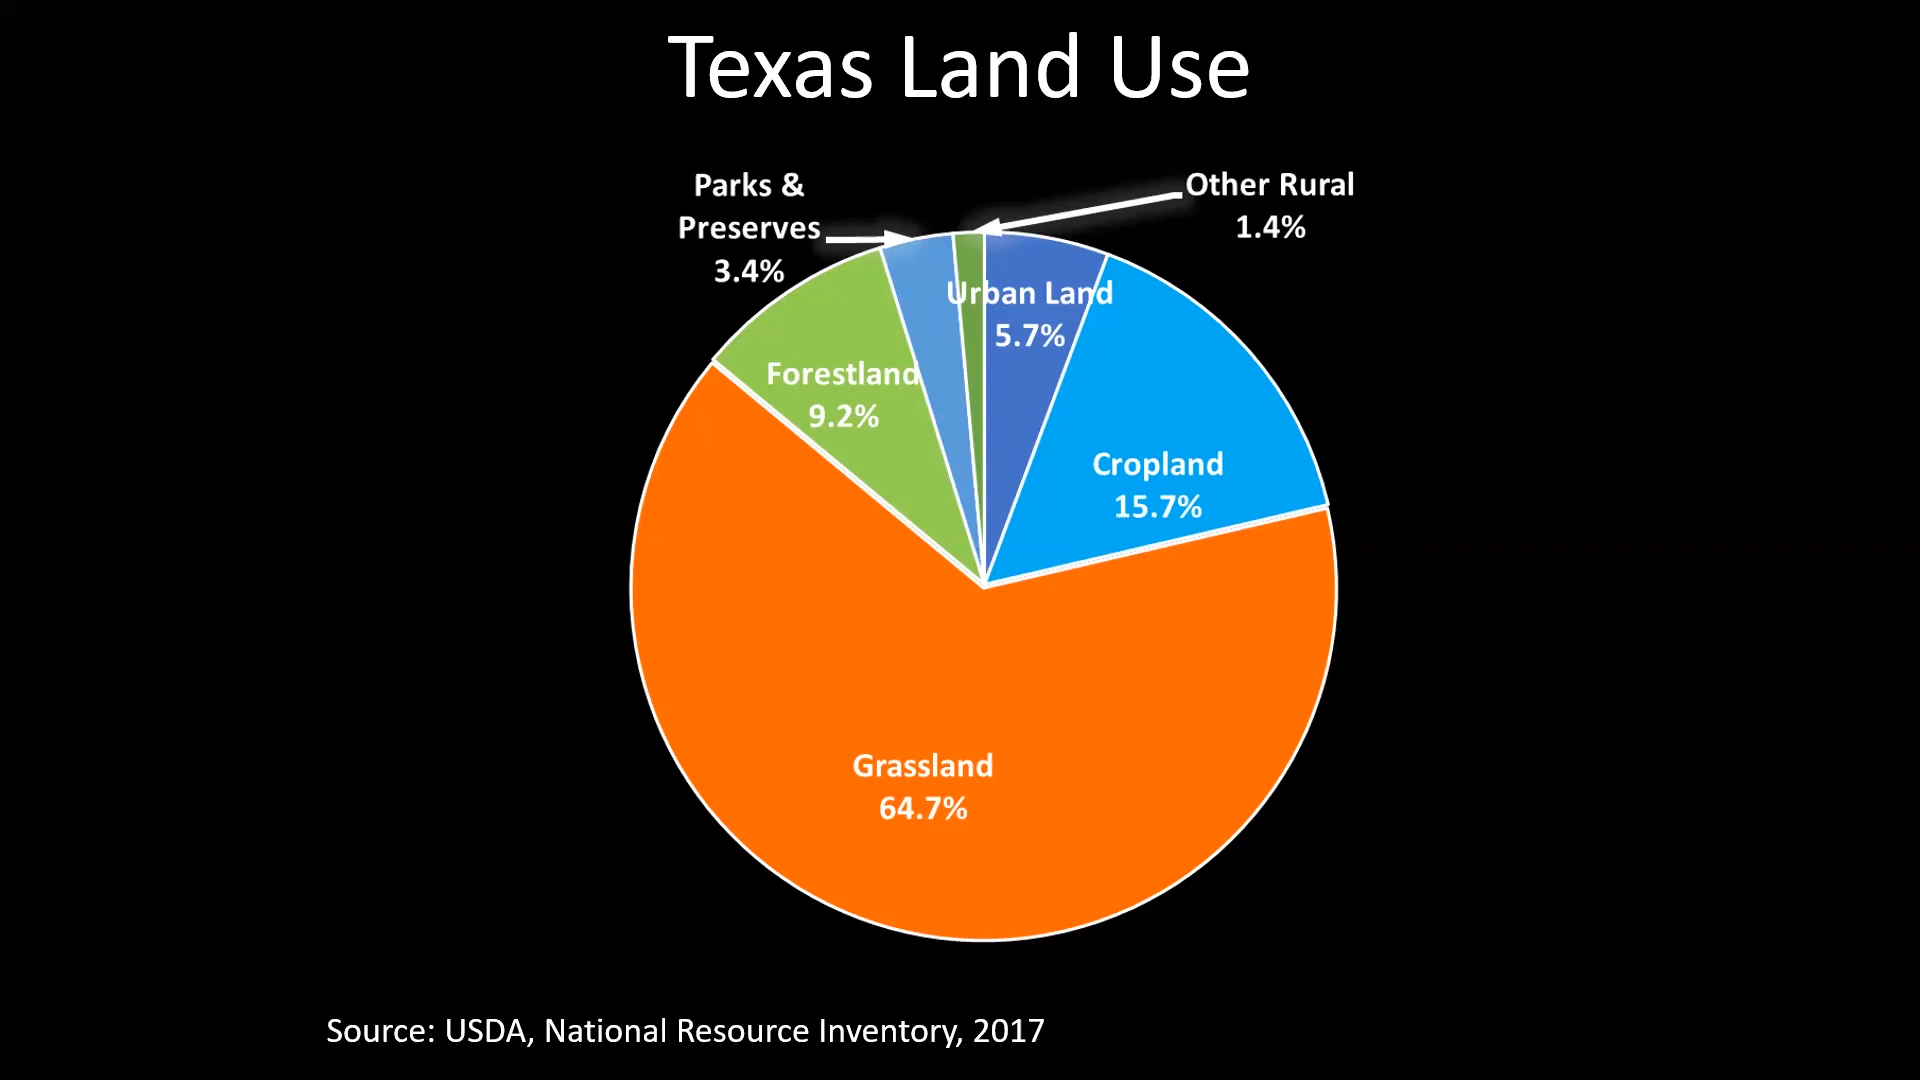 Texas Land Use
Parks &
Preserves
3.4%
Other Rural
1.4%
Urban Land
5.7%
Forestland
9.2%
Cropland
15.7%
Grassland
64.7%
Source: USDA, National Resource Inventory, 2017